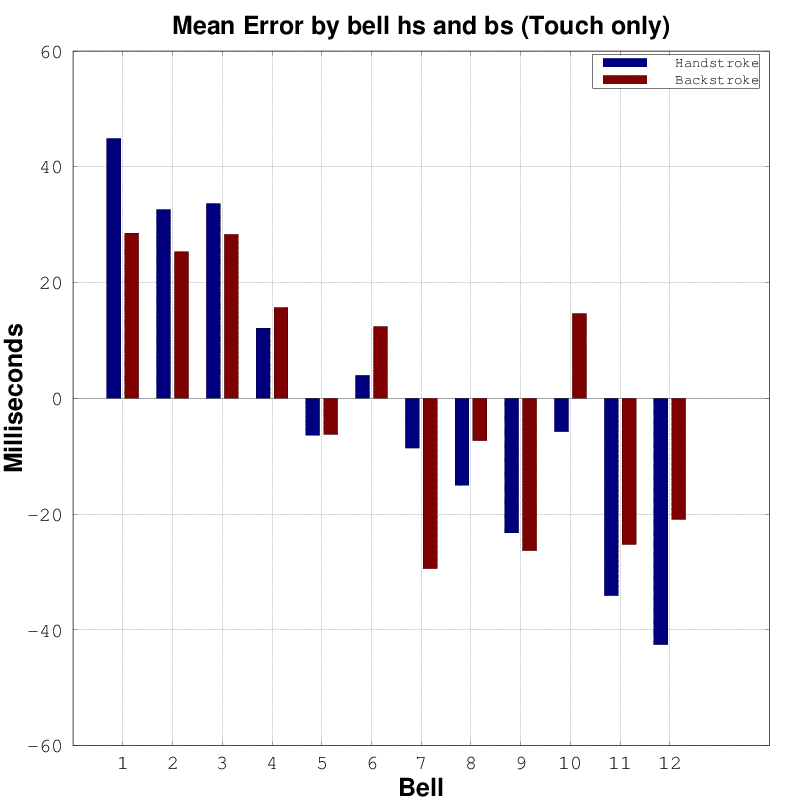 Mean Error by bell hs and bs (Touch only)
Handstroke
Backstroke
60
40
20
0
-20
-40
-60
Milliseconds
1 2 3 4 5 6 7 8 9 10 11 12
Bell